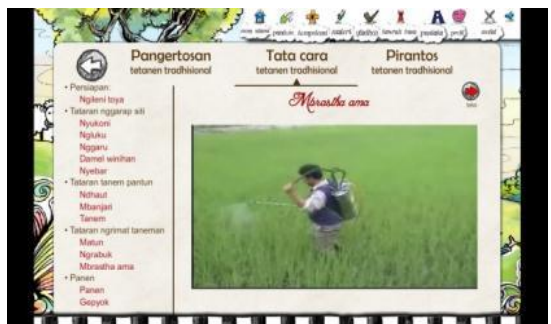 Pangertosan
tetanen tradhisional
Tata cara
tetanen tradhisional
Pirantos
tetanen tradhisional
Mbrastha ama
• Persiapan:
Ngileni toya
• Tataran nggarap siti
Nyukoni
Ngluku
Nggaru
Damel winihan
Nyebar
• Tataran tanem pantun
Ndhaut
Mbanjari
Tanem
• Tataran ngrimat taneman
Matun
Ngrabuk
Mbrastha ama
• Panen
Panen
Gepyok